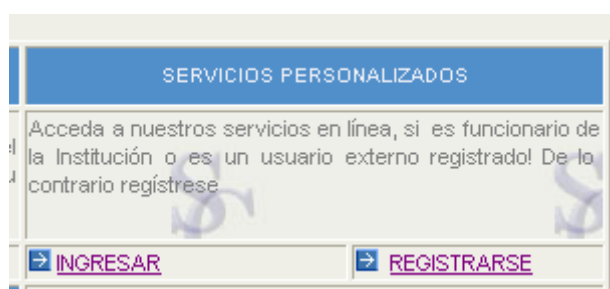 SERVICIOS PERSONALIZADOS
Acceda a nuestros servicios en línea, si es funcionario de
la Institución o es un usuario externo registrado! De lo
contrario regístrese
INGRESAR
REGISTRARSE